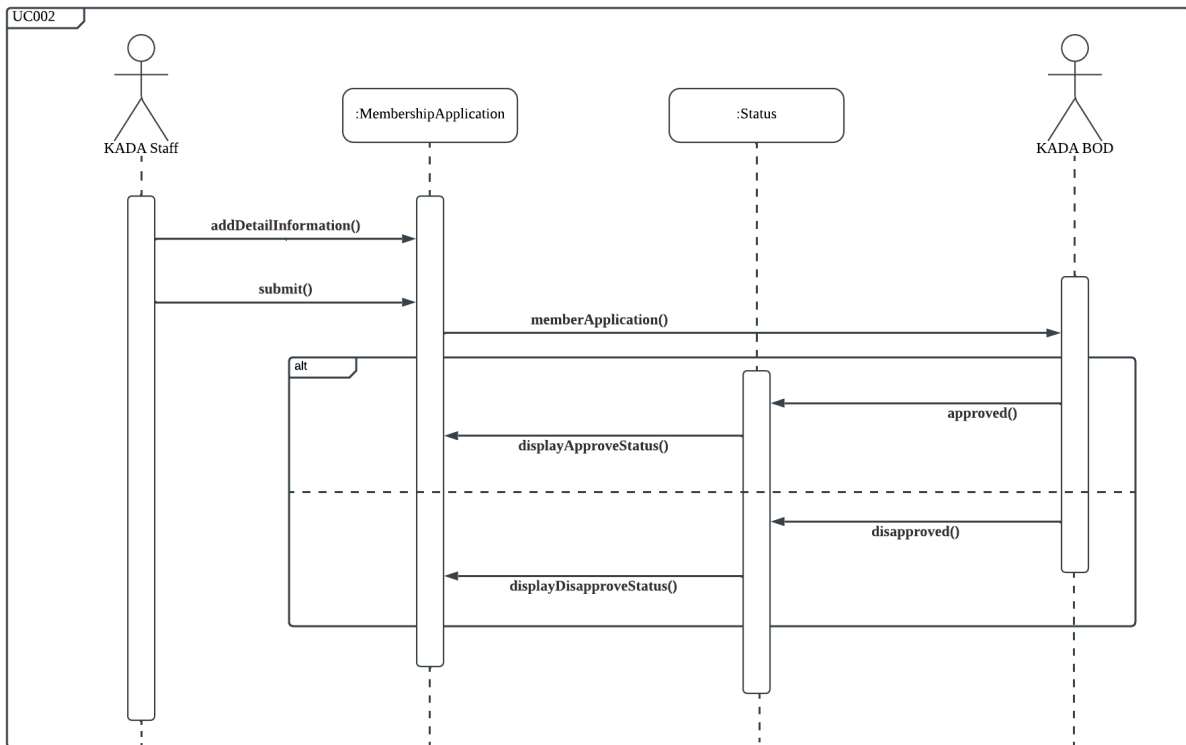 UC002
:MembershipApplication
:Status
KADA Staff
KADA BOD
addDetailInformation()
submit()
memberApplication()
alt
approved()
displayApproveStatus()
disapproved()
displayDisapproveStatus()